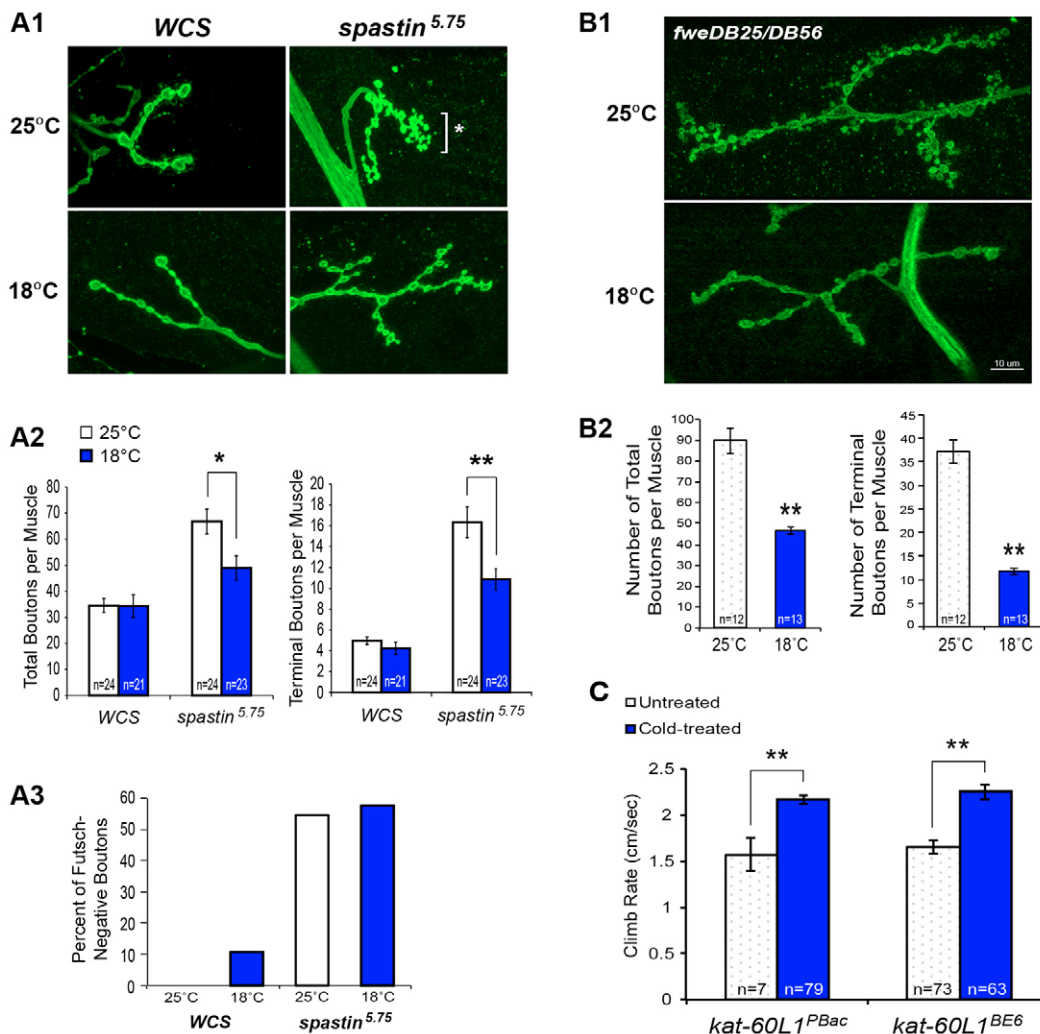 A1
WCS
spastin 5.75
25°C
*
18°C
B1
fweDB25/DB56
25°C
18°C
10 um
A2
25°C
18°C
Total Boutons per Muscle
80
70
60
50
40
30
20
10
0
*
n=24
n=21
n=24
n=23
WCS
spastin 5.75
Terminal Boutons per Muscle
20
18
16
14
12
10
8
6
4
2
0
**
n=24
n=21
n=24
n=23
WCS
spastin 5.75
B2
Number of Total
Boutons per Muscle
100
90
80
70
60
50
40
30
20
10
0
**
n=12
n=13
25°C
18°C
Number of Terminal
Boutons per Muscle
45
40
35
30
25
20
15
10
5
0
**
n=12
n=13
25°C
18°C
A3
Percent of Futsch-
Negative Boutons
60
50
40
30
20
10
0
25°C
18°C
25°C
18°C
WCS
spastin 5.75
C
Untreated
Cold-treated
Climb Rate (cm/sec)
2.5
2
1.5
1
0.5
0
**
**
n=7
n=79
n=73
n=63
kat-60L1PBac
kat-60L1BE6